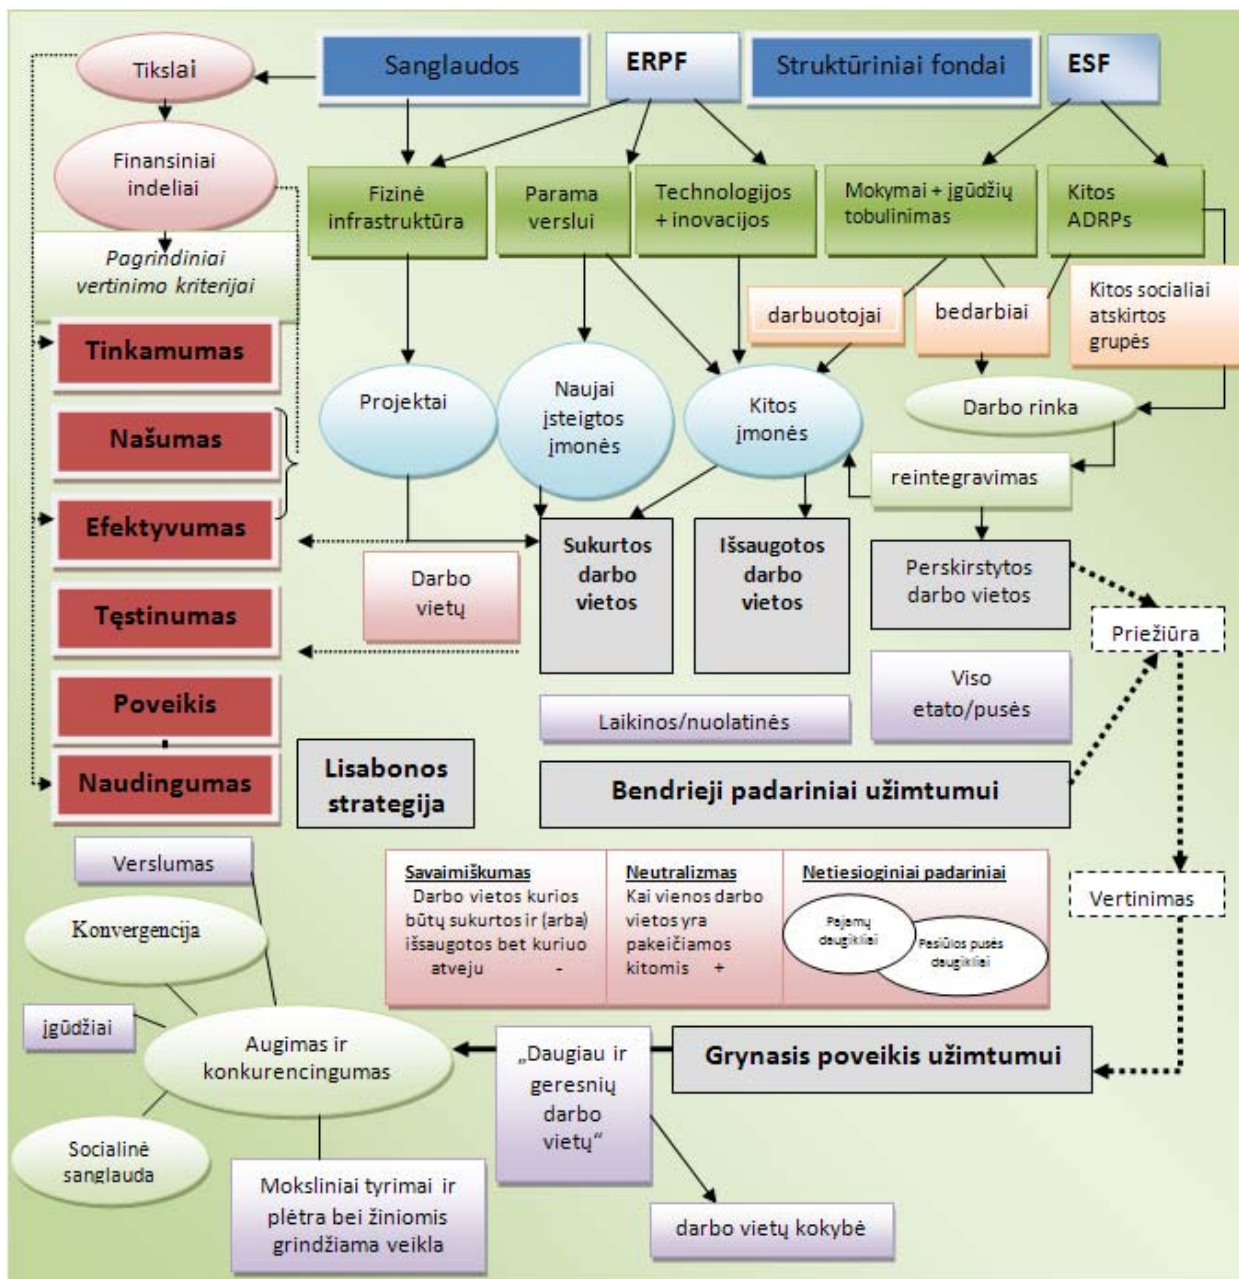 Tikslai
Sanglaudos
ERPF
Struktūriniai fondai
ESF
Finansiniai
indeliai
Fizinė
infrastruktūra
Parama
verslui
Technologijos
+ inovacijos
Mokymai + įgūdžių
tobulinimas
Kitos
ADRPs
Pagrindiniai
vertinimo kriterijai
darbuotojai
bedarbiai
Kitos socialiai
atskirtos
grupės
Tinkamumas
Našumas
Efektyvumas
Tęstinumas
Poveikis
Naudingumas
Projektai
Naujai
įsteigtos
įmonės
Kitos
įmonės
Darbo rinka
reintegravimas
Darbo
vietų
Sukurtos
darbo
vietos
Išsaugotos
darbo
vietos
Perskirstytos
darbo vietos
Priežiūra
Laikinos/nuolatinės
Viso
etato/pusės
Lisabonos
strategija
Bendrieji padariniai užimtumui
Verslumas
Savaimiškumas
Darbo vietos kurios
būtų sukurtos ir (arba)
išsaugotos bet kuriuo
atveju -
Neutralizmas
Kai vienos darbo
vietos yra
pakeičiamos
kitomis +
Netiesioginiai padariniai
Pajamų
daugikliai
Pasiūlos pusės
daugikliai
Vertinimas
Konvergencija
įgūdžiai
Augimas ir
konkurencingumas
„Daugiau ir
geresnių
darbo
vietų“
Grynasis poveikis užimtumui
Socialinė
sanglauda
Moksliniai tyrimai ir
plėtra bei žiniomis
grindžiama veikla
darbo vietų kokybė